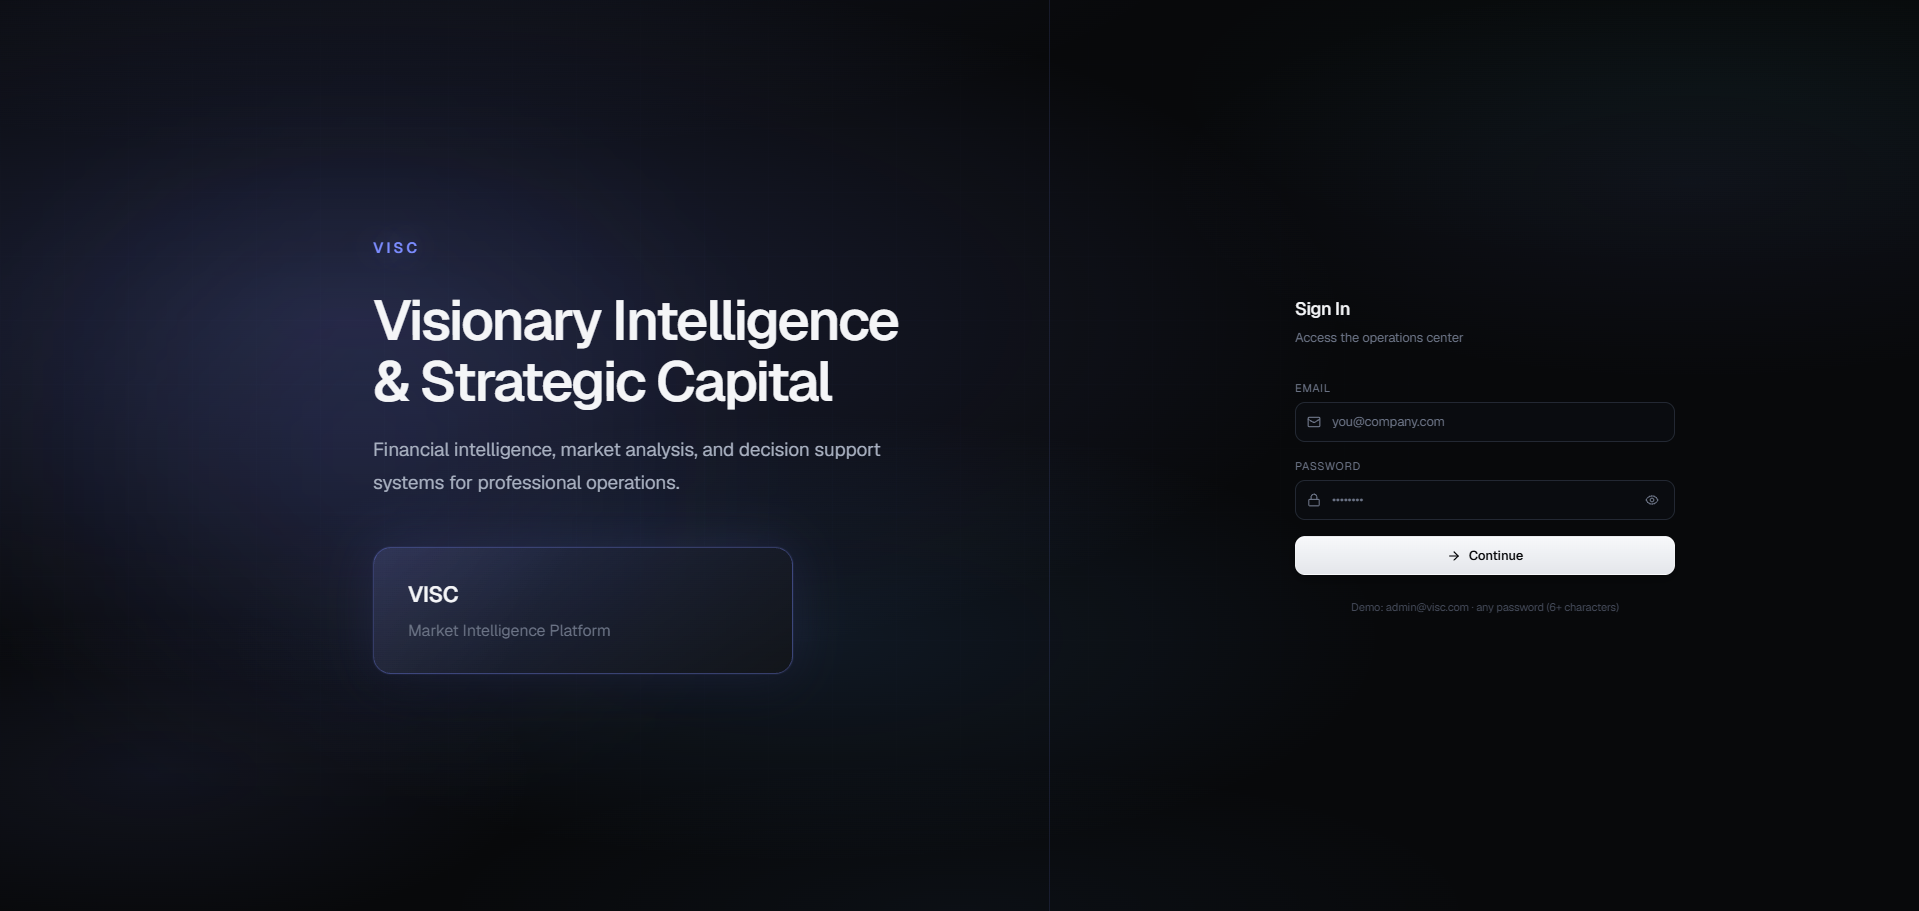 VISC
Visionary Intelligence
& Strategic Capital
Financial intelligence, market analysis, and decision support
systems for professional operations.
VISC
Market Intelligence Platform
Sign In
Access the operations center
EMAIL
you@company.com
PASSWORD
••••••••
Continue
Demo: admin@visc.com · any password (6+ characters)